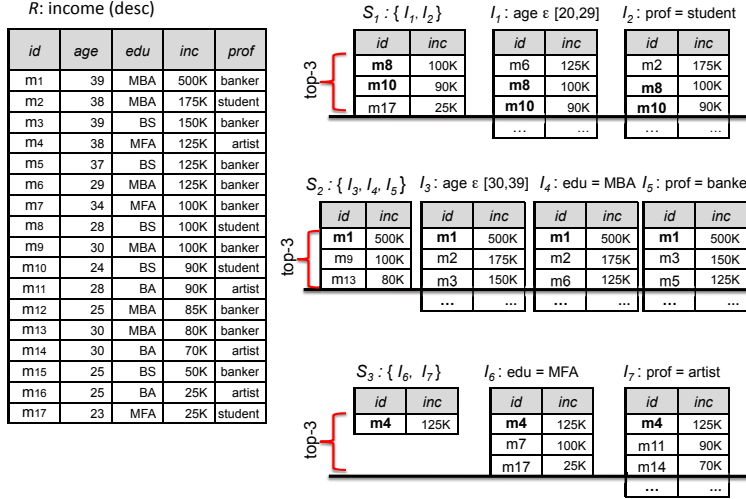 R: income (desc)
id age edu inc prof
m1 39 MBA 500K banker
m2 38 MBA 175K student
m3 39 BS 150K banker
m4 38 MFA 125K artist
m5 37 BS 125K banker
m6 29 MBA 125K banker
m7 34 MFA 100K banker
m8 28 BS 100K student
m9 30 MBA 100K banker
m10 24 BS 90K student
m11 28 BA 90K artist
m12 25 MBA 85K banker
m13 30 MBA 80K banker
m14 30 BA 70K artist
m15 25 BS 50K banker
m16 25 BA 25K artist
m17 23 MFA 25K student
S1 : { I1, I2} I1 : age ε [20,29] I2 : prof = student
id inc id inc id inc
m8 100K m6 125K m2 175K
m10 90K m8 100K m8 100K
m17 25K m10 90K m10 90K
... ... ... ...
top-3
S2 : { I3, I4, I5} I3 : age ε [30,39] I4 : edu = MBA I5 : prof = banke
id inc id inc id inc id inc
m1 500K m1 500K m1 500K m1 500K
m9 100K m2 175K m2 175K m3 150K
m13 80K m3 150K m6 125K m5 125K
... ... ... ... ... ...
top-3
S3 : { I6, I7} I6 : edu = MFA I7 : prof = artist
id inc id inc id inc
m4 125K m4 125K m4 125K
m7 100K m11 90K
m17 25K m14 70K
... ...
top-3